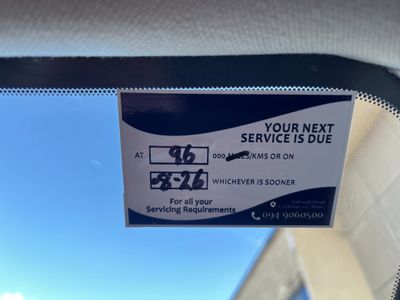 YOUR NEXT
SERVICE IS DUE
AT 96 000 MILES/KMS OR ON
-8-26 WHICHEVER IS SOONER
For all your
Servicing Requirements
094 9060500